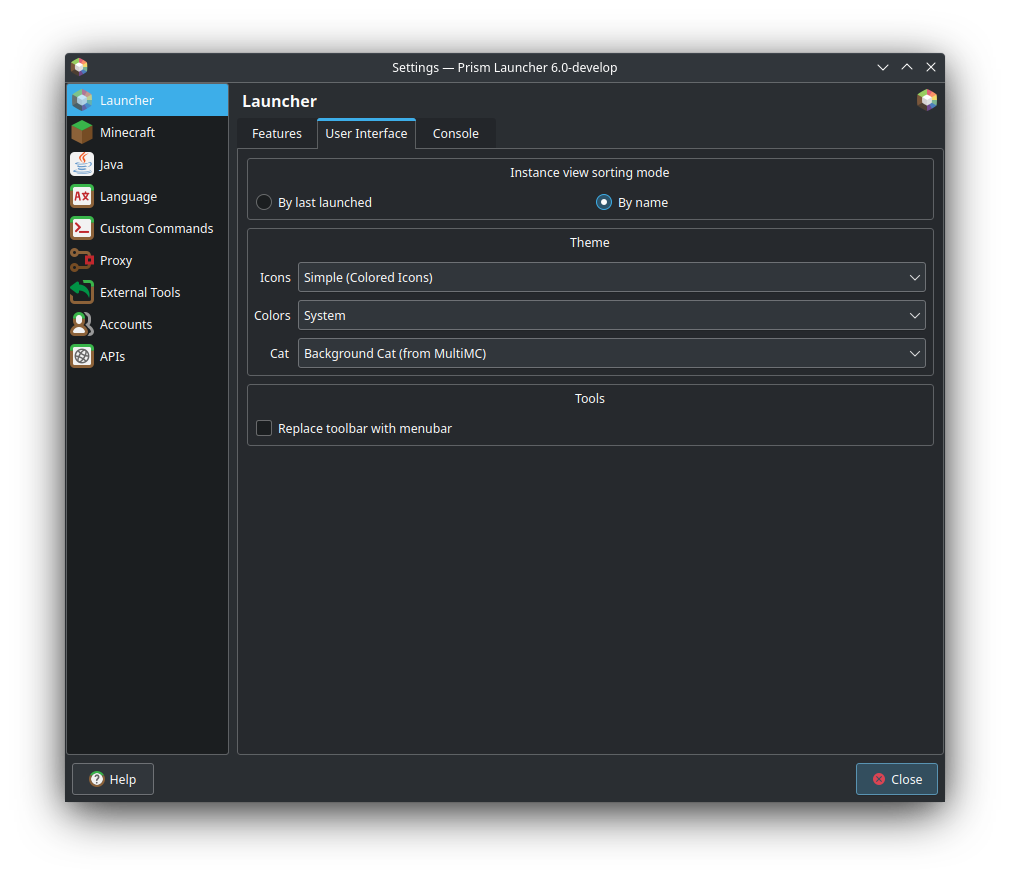 Settings — Prism Launcher 6.0-develop
Launcher
Minecraft
Java
Language
Custom Commands
Proxy
External Tools
Accounts
APIs
Launcher
Features User Interface Console
Instance view sorting mode
By last launched By name
Theme
Icons Simple (Colored Icons)
Colors System
Cat Background Cat (from MultiMC)
Tools
Replace toolbar with menubar
Help Close